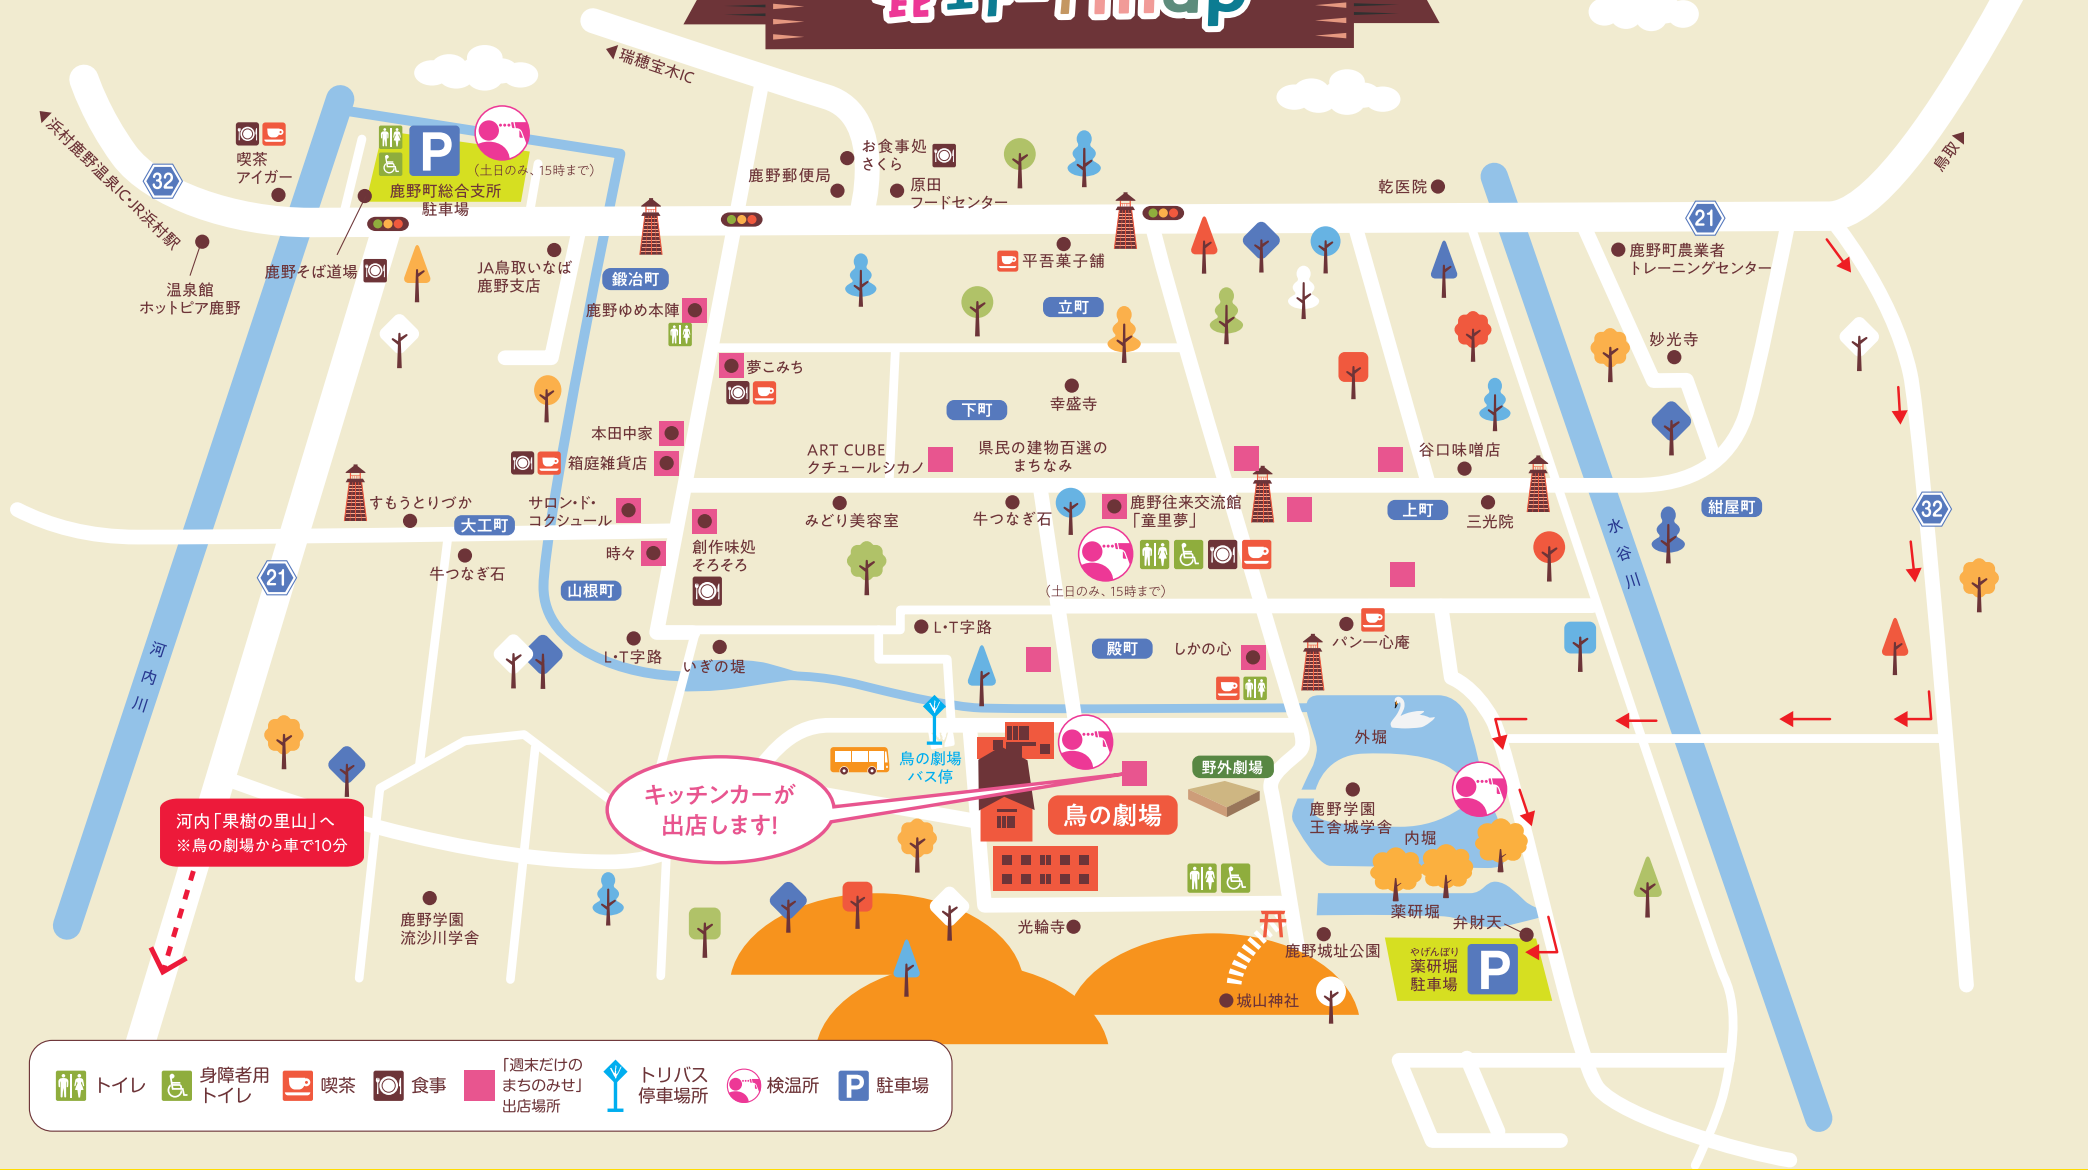 瑞穂宝木IC
浜村鹿野温泉IC・JR浜村駅
32
喫茶
アイガー
P
(土日のみ、15時まで)
鹿野町総合支所
駐車場
鹿野そば道場
温泉館
ホットピア鹿野
JA鳥取いなば
鹿野支店
鍛冶町
鹿野ゆめ本陣
鹿野郵便局
お食事処
さくら
原田
フードセンター
平吾菓子舗
立町
乾医院
21
鳥取
鹿野町農業者
トレーニングセンター
妙光寺
夢こみち
下町
幸盛寺
本田中家
箱庭雑貨店
ART CUBE
クチュールシカノ
県民の建物百選の
まちなみ
谷口味噌店
すもうとりづか
大工町
サロン・ド・
コクシュール
みどり美容室
牛つなぎ石
鹿野往来交流館
「童里夢」
上町
三光院
紺屋町
32
水谷川
21
牛つなぎ石
時々
創作味処
そろそろ
山根町
(土日のみ、15時まで)
L・T字路
L・T字路
いぎの堤
殿町
しかの心
パン一心庵
河内川
鳥の劇場
バス停
野外劇場
外堀
キッチンカーが
出店します!
鳥の劇場
鹿野学園
王舎城学舎
内堀
河内「果樹の里山」へ
※鳥の劇場から車で10分
鹿野学園
流沙川学舎
光輪寺
鹿野城址公園
薬研堀
弁財天
やげんぼり
薬研堀
駐車場
P
城山神社
トイレ
身障者用
トイレ
喫茶
食事
「週末だけの
まちのみせ」
出店場所
トリバス
停車場所
検温所
P
駐車場